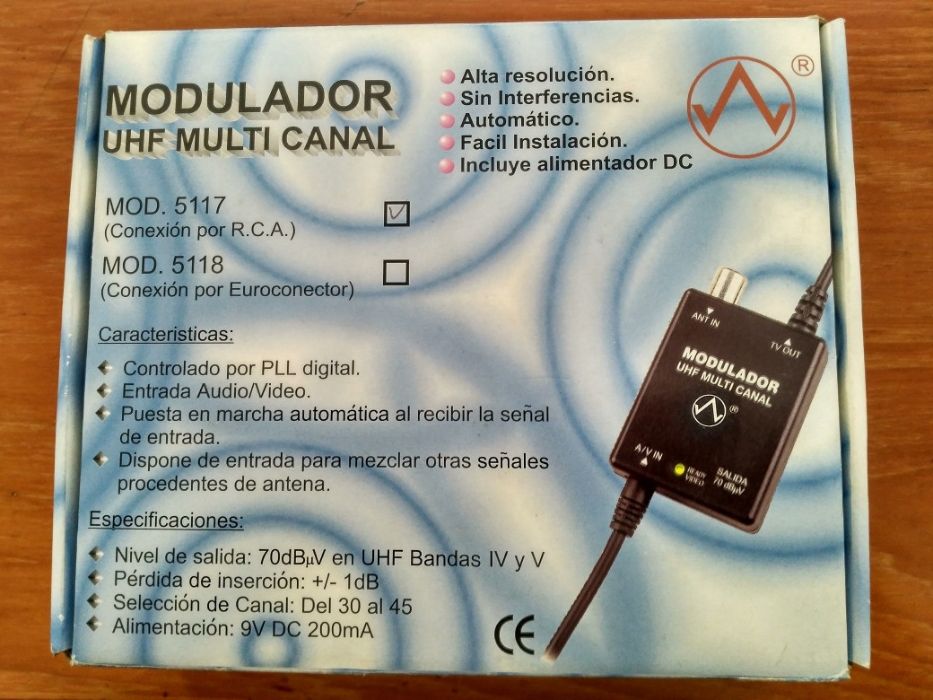 MODULADOR
UHF MULTI CANAL
Alta resolución.
Sin Interferencias.
Automático.
Facil Instalación.
Incluye alimentador DC
®
MOD. 5117
(Conexión por R.C.A.)
MOD. 5118
(Conexión por Euroconector)
Caracteristicas:
Controlado por PLL digital.
Entrada Audio/Video.
Puesta en marcha automática al recibir la señal
de entrada.
Dispone de entrada para mezclar otras señales
procedentes de antena.
Especificaciones:
Nivel de salida: 70dBµV en UHF Bandas IV y V
Pérdida de inserción: +/- 1dB
Selección de Canal: Del 30 al 45
Alimentación: 9V DC 200mA
CE
ANT IN
TV OUT
MODULADOR
UHF MULTI CANAL
®
A/V IN
READY
VIDEO
SALIDA
70 dBµV